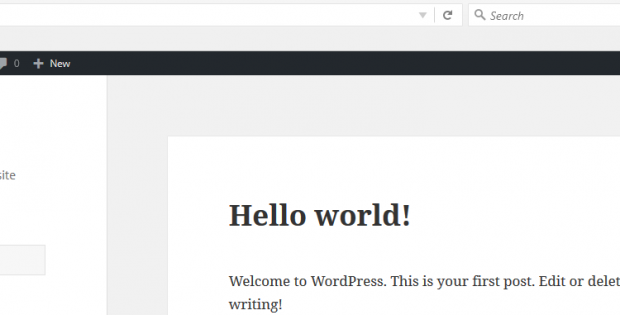 Search
0 New
site
Hello world!
Welcome to WordPress. This is your first post. Edit or delet
writing!